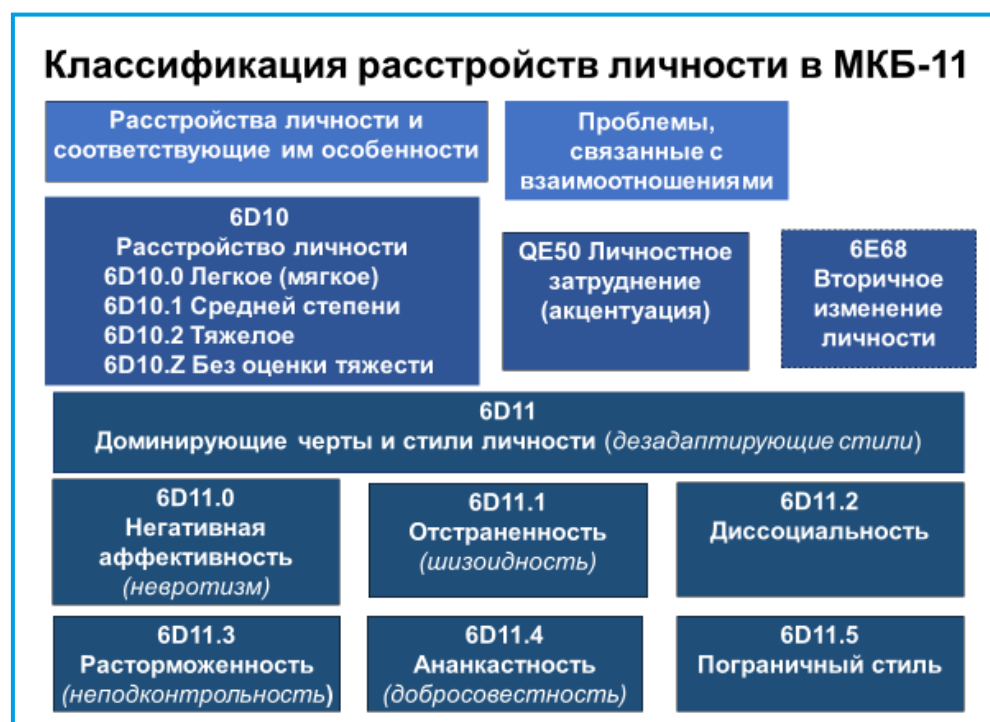 Классификация расстройств личности в МКБ-11
Расстройства личности и
соответствующие им особенности
Проблемы,
связанные с
взаимоотношениями
6D10
Расстройство личности
6D10.0 Легкое (мягкое)
6D10.1 Средней степени
6D10.2 Тяжелое
6D10.Z Без оценки тяжести
QE50 Личностное
затруднение
(акцентуация)
6E68
Вторичное
изменение
личности
6D11
Доминирующие черты и стили личности (дезадаптирующие стили)
6D11.0
Негативная
аффективность
(невротизм)
6D11.1
Отстраненность
(шизоидность)
6D11.2
Диссоциальность
6D11.3
Расторможенность
(неподконтрольность)
6D11.4
Ананкастность
(добросовестность)
6D11.5
Пограничный стиль